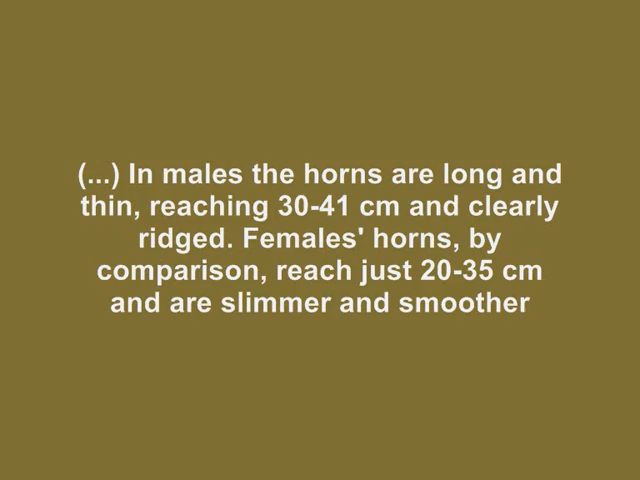 (...) In males the horns are long and
thin, reaching 30-41 cm and clearly
ridged. Females' horns, by
comparison, reach just 20-35 cm
and are slimmer and smoother